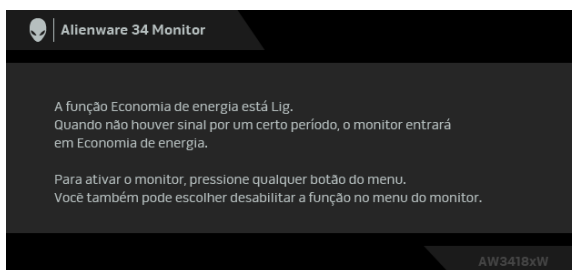 Alienware 34 Monitor
A função Economia de energia está Lig.
Quando não houver sinal por um certo período, o monitor entrará
em Economia de energia.
Para ativar o monitor, pressione qualquer botão do menu.
Você também pode escolher desabilitar a função no menu do monitor.
AW3418xW